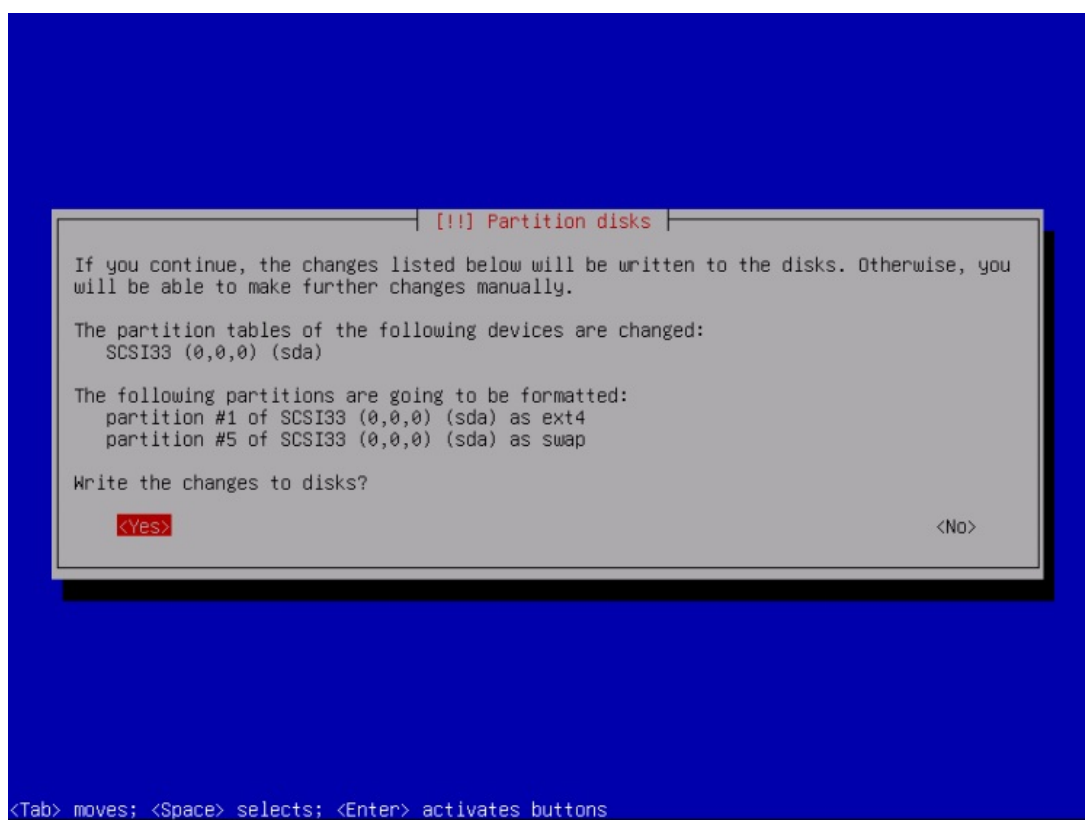 [!!] Partition disks
If you continue, the changes listed below will be written to the disks. Otherwise, you
will be able to make further changes manually.
The partition tables of the following devices are changed:
SCSI33 (0,0,0) (sda)
The following partitions are going to be formatted:
partition #1 of SCSI33 (0,0,0) (sda) as ext4
partition #5 of SCSI33 (0,0,0) (sda) as swap
Write the changes to disks?
<Yes> <No>
<Tab> moves; <Space> selects; <Enter> activates buttons